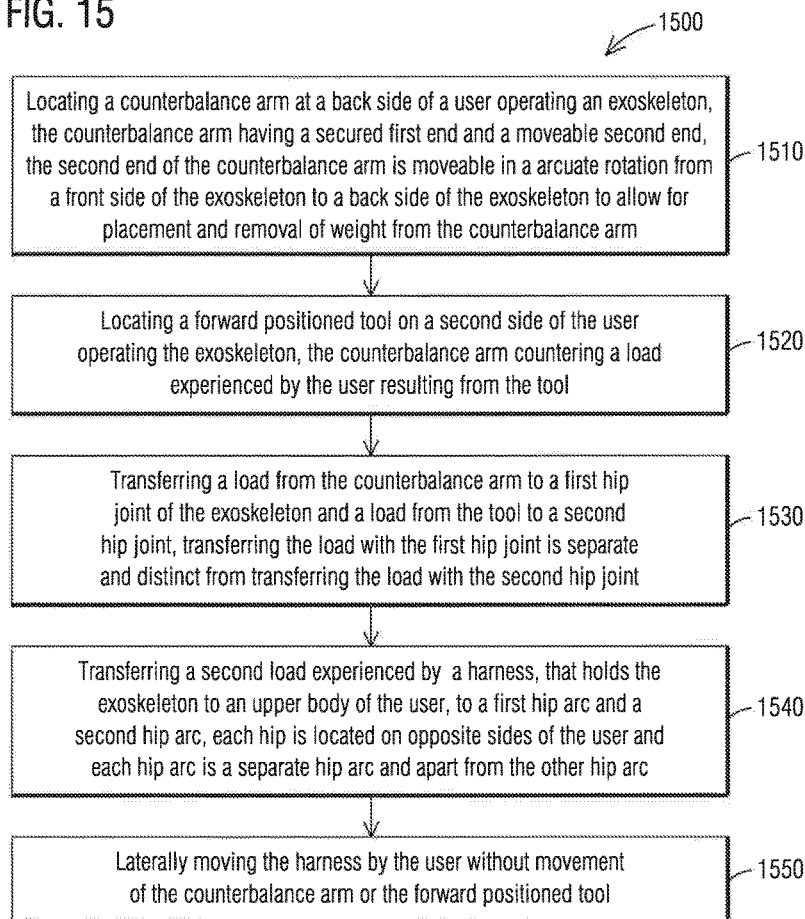 FIG. 15
1500
Locating a counterbalance arm at a back side of a user operating an exoskeleton,
the counterbalance arm having a secured first end and a moveable second end,
the second end of the counterbalance arm is moveable in a arcuate rotation from
a front side of the exoskeleton to a back side of the exoskeleton to allow for
placement and removal of weight from the counterbalance arm
1510
Locating a forward positioned tool on a second side of the user
operating the exoskeleton, the counterbalance arm countering a load
experienced by the user resulting from the tool
1520
Transferring a load from the counterbalance arm to a first hip
joint of the exoskeleton and a load from the tool to a second
hip joint, transferring the load with the first hip joint is separate
and distinct from transferring the load with the second hip joint
1530
Transferring a second load experienced by a harness, that holds the
exoskeleton to an upper body of the user, to a first hip arc and a
second hip arc, each hip is located on opposite sides of the user and
each hip arc is a separate hip arc and apart from the other hip arc
1540
Laterally moving the harness by the user without movement
of the counterbalance arm or the forward positioned tool
1550